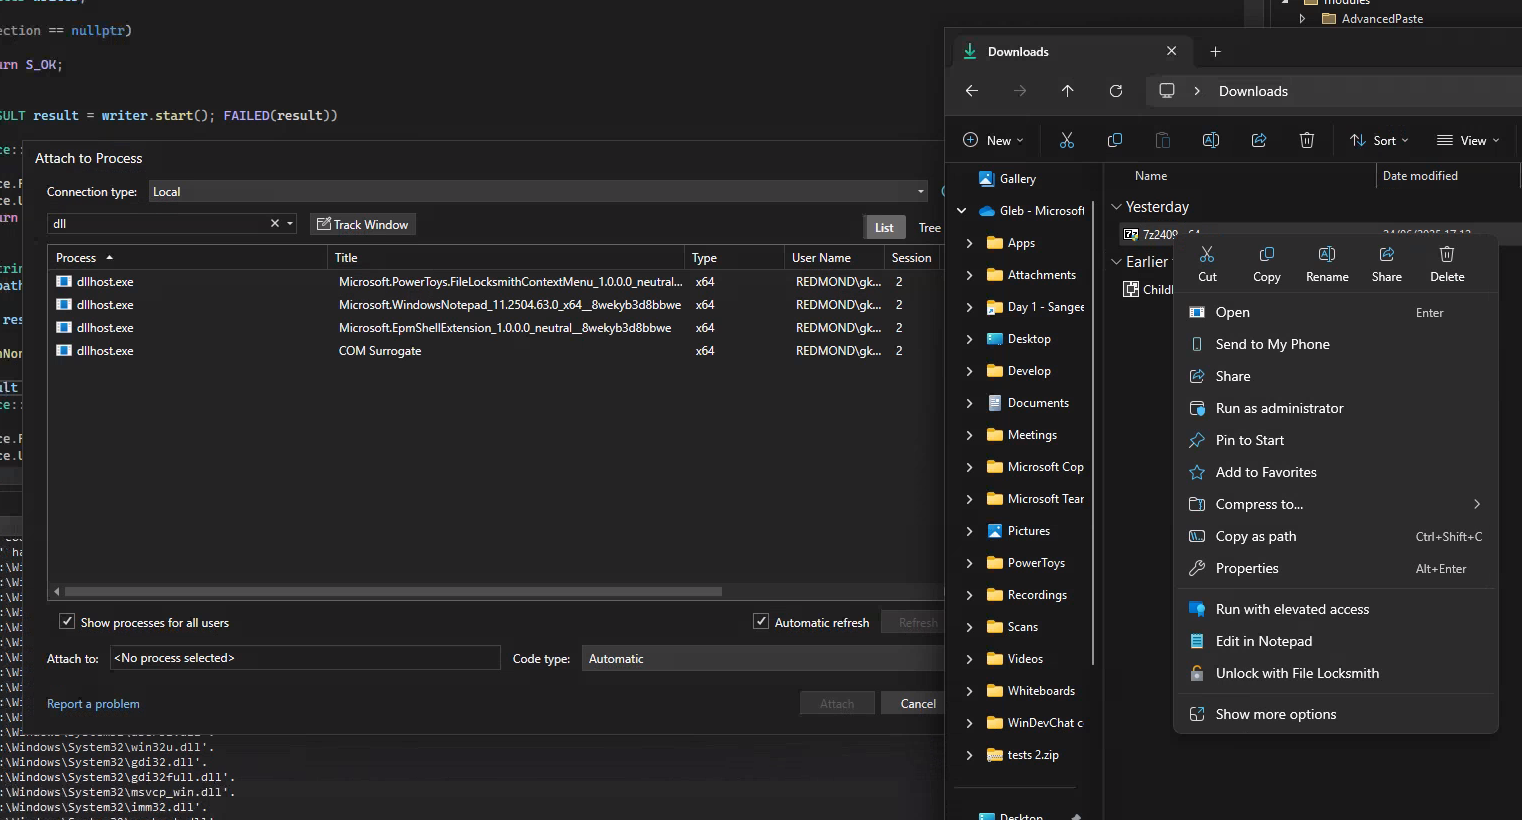 ection == nullptr)
urn S_OK;
SULT result = writer.start(); FAILED(result))
Attach to Process
Connection type:
Local
dll
Track Window
List
Tree
Process
Title
Type
User Name
Session
dllhost.exe
Microsoft.PowerToys.FileLocksmithContextMenu_1.0.0.0_neutral...
x64
REDMOND\gk...
2
dllhost.exe
Microsoft.WindowsNotepad_11.2504.63.0_x64__8wekyb3d8bbwe
x64
REDMOND\gk...
2
dllhost.exe
Microsoft.EpmShellExtension_1.0.0.0_neutral__8wekyb3d8bbwe
x64
REDMOND\gk...
2
dllhost.exe
COM Surrogate
x64
REDMOND\gk...
2
Show processes for all users
Automatic refresh
Refresh
Attach to:
<No process selected>
Code type:
Automatic
Report a problem
Attach
Cancel
:\Windows\System32\win32u.dll'.
:\Windows\System32\gdi32.dll'.
:\Windows\System32\gdi32full.dll'.
:\Windows\System32\msvcp_win.dll'.
:\Windows\System32\imm32.dll'.
modules
AdvancedPaste
Downloads
Downloads
New
Sort
View
Gallery
Gleb - Microsoft
Apps
Attachments
Day 1 - Sangee
Desktop
Develop
Documents
Meetings
Microsoft Cop
Microsoft Tear
Pictures
PowerToys
Recordings
Scans
Videos
Whiteboards
WinDevChat c
tests 2.zip
Desktop
Name
Date modified
Yesterday
7z2409
Earlier
Child
Cut
Copy
Rename
Share
Delete
Open
Enter
Send to My Phone
Share
Run as administrator
Pin to Start
Add to Favorites
Compress to...
Copy as path
Ctrl+Shift+C
Properties
Alt+Enter
Run with elevated access
Edit in Notepad
Unlock with File Locksmith
Show more options